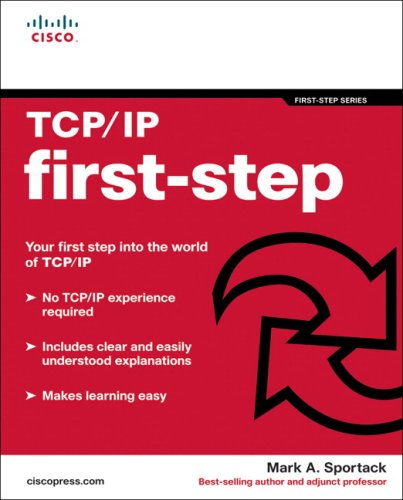 CISCO.
FIRST-STEP SERIES
TCP/IP
first-step
Your first step into the world
of TCP/IP
No TCP/IP experience
required
Includes clear and easily
understood explanations
Makes learning easy
Mark A. Sportack
ciscopress.com
Best-selling author and adjunct professor